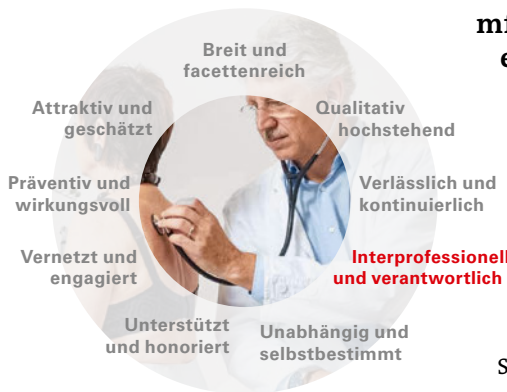 Breit und
facettenreich
Attraktiv und
geschätzt
Qualitativ
hochstehend
Präventiv und
wirkungsvoll
Verlässlich und
kontinuierlich
Vernetzt und
engagiert
Interprofessionell
und verantwortlich
Unterstützt
und honoriert
Unabhängig und
selbstbestimmt